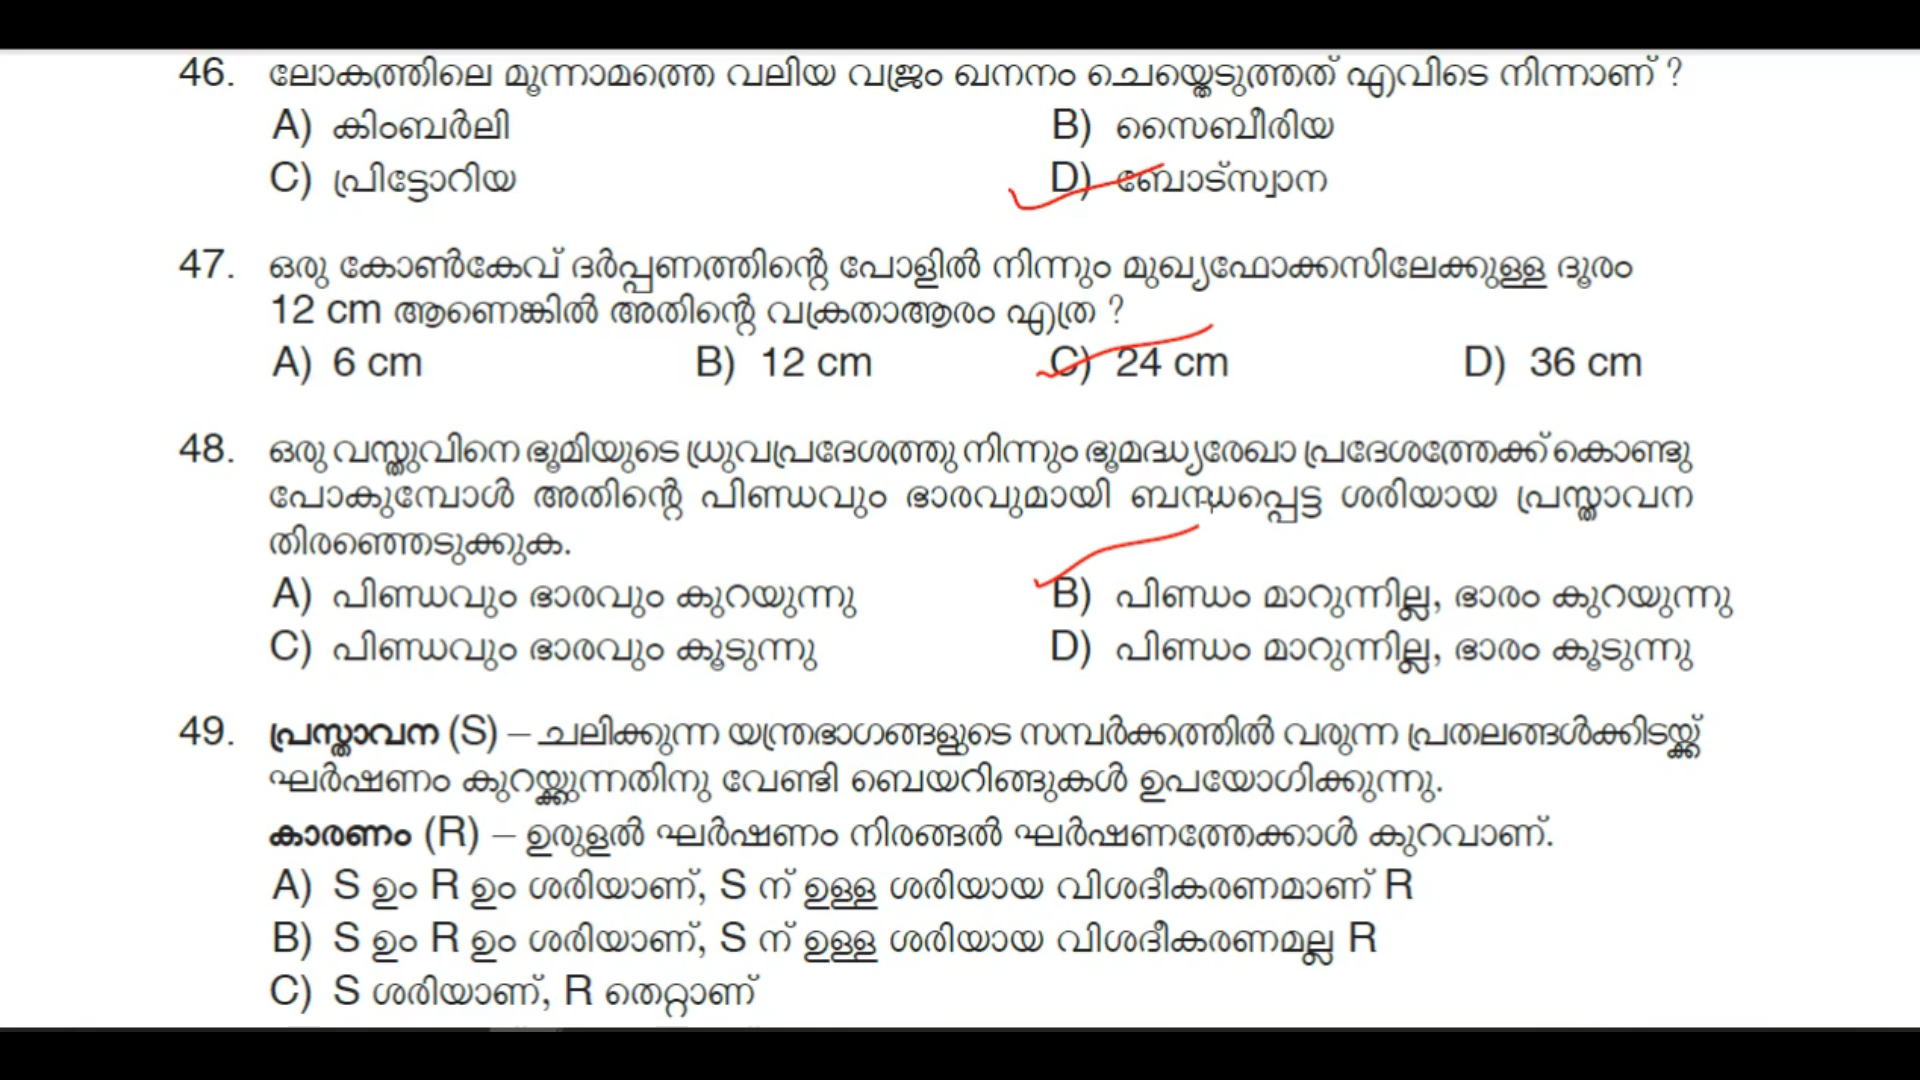 46. ലോകത്തിലെ മൂന്നാമത്തെ വലിയ വജ്രം ഖനനം ചെയ്തെടുത്തത് എവിടെ നിന്നാണ് ?
A) കിംബർലി B) സൈബീരിയ
C) പ്രിട്ടോറിയ D) ബോട്സ്വാന
47. ഒരു കോൺകേവ് ദർപ്പണത്തിന്റെ പോളിൽ നിന്നും മുഖ്യഫോക്കസിലേക്കുള്ള ദൂരം
12 cm ആണെങ്കിൽ അതിന്റെ വക്രതാആരം എത്ര ?
A) 6 cm B) 12 cm C) 24 cm D) 36 cm
48. ഒരു വസ്തുവിനെ ഭൂമിയുടെ ധ്രുവപ്രദേശത്തു നിന്നും ഭൂമദ്ധ്യരേഖാ പ്രദേശത്തേക്ക് കൊണ്ടു
പോകുമ്പോൾ അതിന്റെ പിണ്ഡവും ഭാരവുമായി ബന്ധപ്പെട്ട ശരിയായ പ്രസ്താവന
തിരഞ്ഞെടുക്കുക.
A) പിണ്ഡവും ഭാരവും കുറയുന്നു B) പിണ്ഡം മാറുന്നില്ല, ഭാരം കുറയുന്നു
C) പിണ്ഡവും ഭാരവും കൂടുന്നു D) പിണ്ഡം മാറുന്നില്ല, ഭാരം കൂടുന്നു
49. പ്രസ്താവന (S) – ചലിക്കുന്ന യന്ത്രഭാഗങ്ങളുടെ സമ്പർക്കത്തിൽ വരുന്ന പ്രതലങ്ങൾക്കിടയ്ക്ക്
ഘർഷണം കുറയ്ക്കുന്നതിനു വേണ്ടി ബെയറിങ്ങുകൾ ഉപയോഗിക്കുന്നു.
കാരണം (R) – ഉരുളൽ ഘർഷണം നിരങ്ങൽ ഘർഷണത്തേക്കാൾ കുറവാണ്.
A) S ഉം R ഉം ശരിയാണ്, S ന് ഉള്ള ശരിയായ വിശദീകരണമാണ് R
B) S ഉം R ഉം ശരിയാണ്, S ന് ഉള്ള ശരിയായ വിശദീകരണമല്ല R
C) S ശരിയാണ്, R തെറ്റാണ്